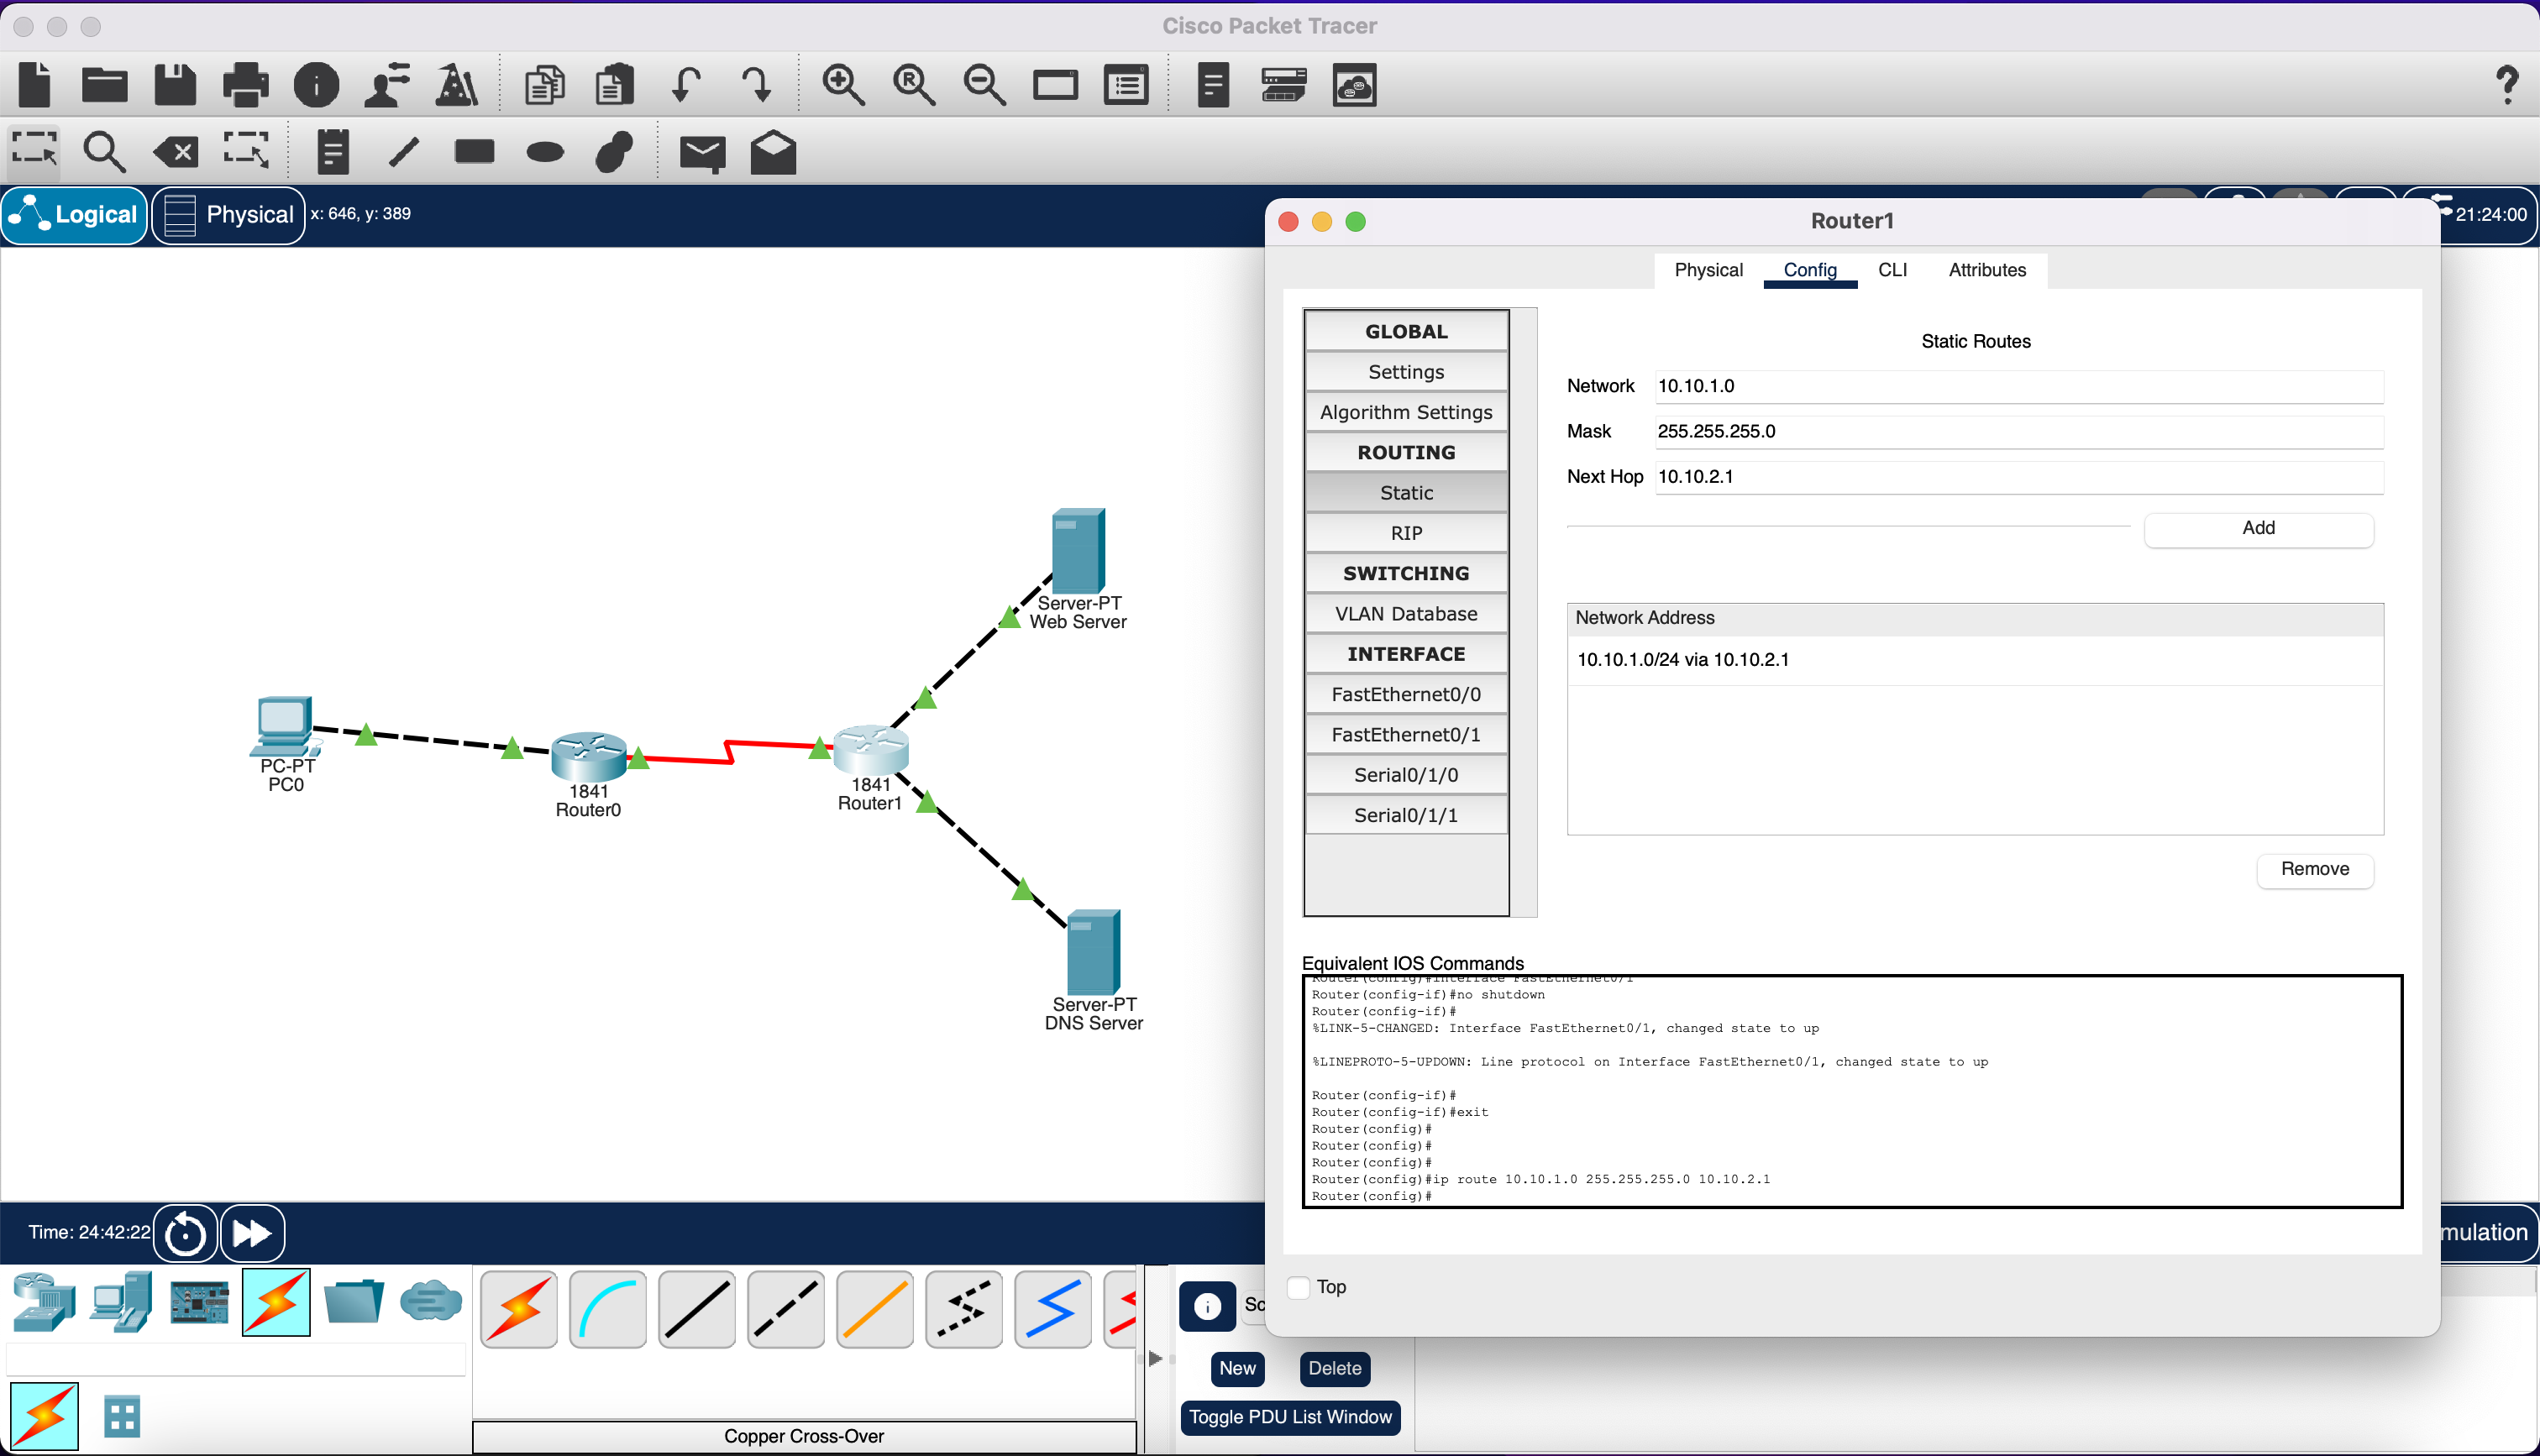 Cisco Packet Tracer
Logical
Physical
x: 646, y: 389
21:24:00
Router1
Physical
Config
CLI
Attributes
GLOBAL
Settings
Algorithm Settings
ROUTING
Static
RIP
SWITCHING
VLAN Database
INTERFACE
FastEthernet0/0
FastEthernet0/1
Serial0/1/0
Serial0/1/1
Static Routes
Network 10.10.1.0
Mask 255.255.255.0
Next Hop 10.10.2.1
Add
Network Address
10.10.1.0/24 via 10.10.2.1
Remove
Server-PT
Web Server
PC-PT
PC0
1841
Router0
1841
Router1
Server-PT
DNS Server
Equivalent IOS Commands
Router(config)#interface FastEthernet0/1
Router(config-if)#no shutdown
Router(config-if)#
%LINK-5-CHANGED: Interface FastEthernet0/1, changed state to up
%LINEPROTO-5-UPDOWN: Line protocol on Interface FastEthernet0/1, changed state to up
Router(config-if)#
Router(config-if)#exit
Router(config)#
Router(config)#
Router(config)#
Router(config)#ip route 10.10.1.0 255.255.255.0 10.10.2.1
Router(config)#
Top
Time: 24:42:22
mulation
Sc
New
Delete
Toggle PDU List Window
Copper Cross-Over